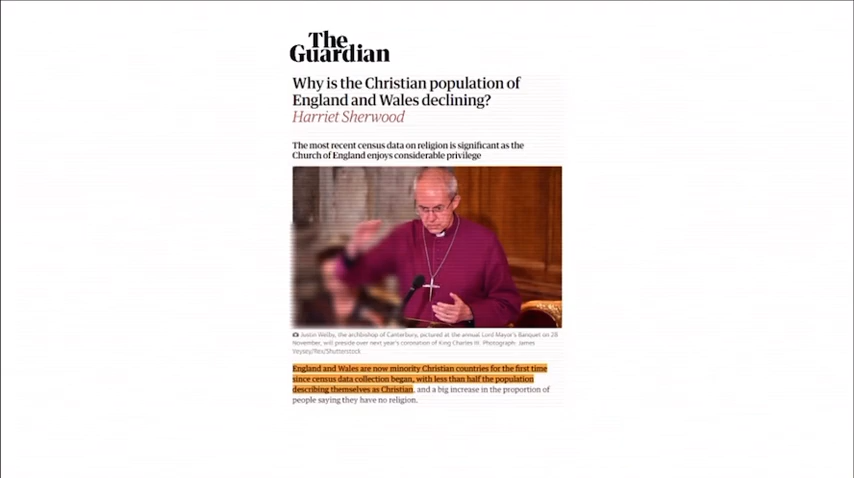 The
Guardian
Why is the Christian population of
England and Wales declining?
Harriet Sherwood
The most recent census data on religion is significant as the
Church of England enjoys considerable privilege
Justin Welby, the archbishop of Canterbury, pictured at the annual Lord Mayor's Banquet on 28
November, will preside over next year's coronation of King Charles III. Photograph: James
Veysey/Rex/Shutterstock
England and Wales are now minority Christian countries for the first time
since census data collection began, with less than half the population
describing themselves as Christian, and a big increase in the proportion of
people saying they have no religion.